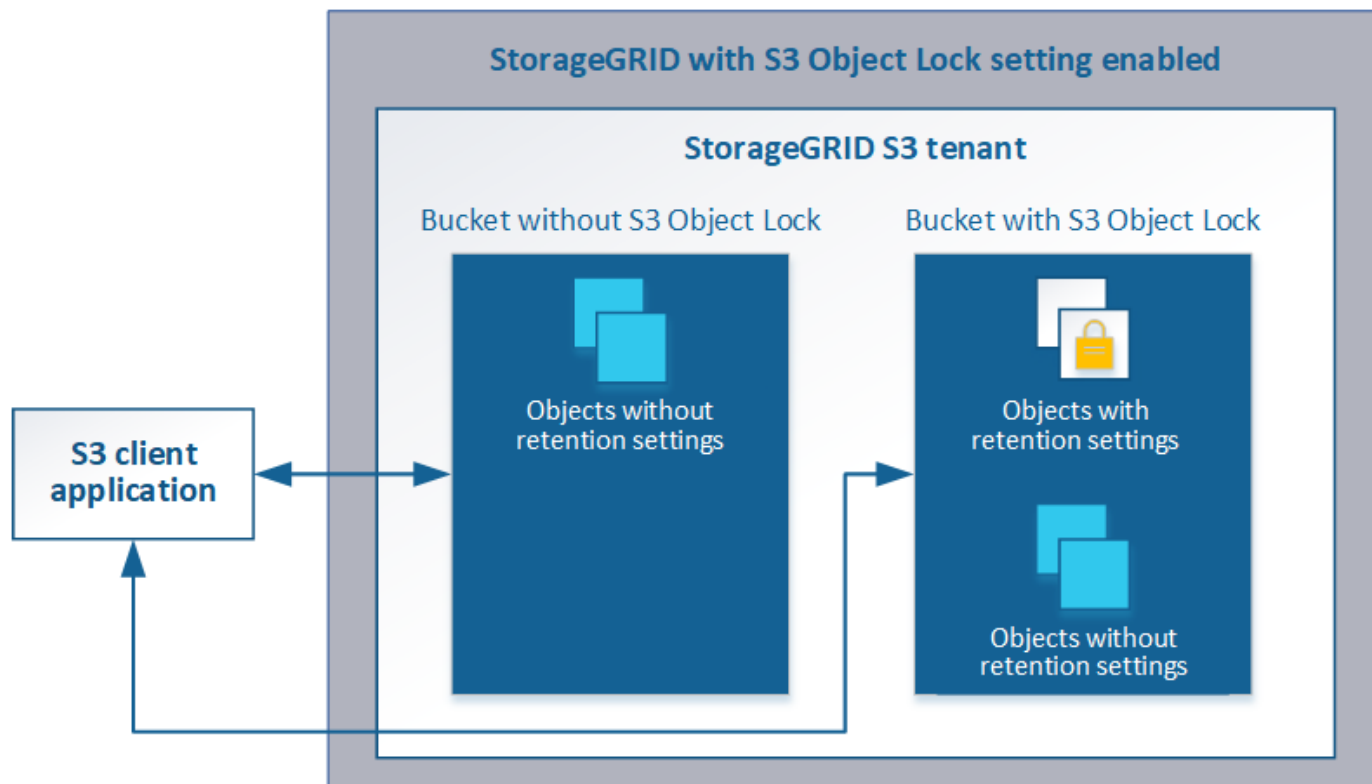 StorageGRID with S3 Object Lock setting enabled
StorageGRID S3 tenant
Bucket without S3 Object Lock
Bucket with S3 Object Lock
Objects without
retention settings
Objects with
retention settings
S3 client
application
Objects without
retention settings